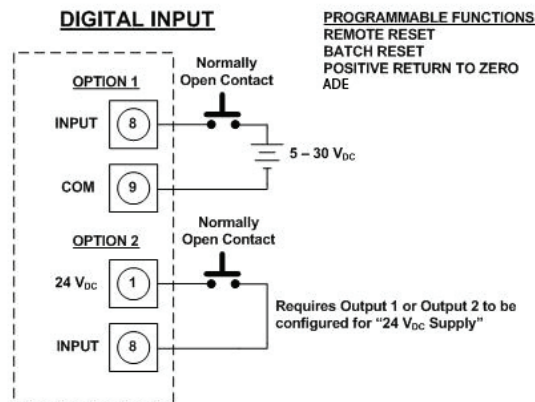 DIGITAL INPUT
PROGRAMMABLE FUNCTIONS
REMOTE RESET
BATCH RESET
POSITIVE RETURN TO ZERO
ADE
OPTION 1
Normally
Open Contact
INPUT 8
5 – 30 VDC
COM 9
OPTION 2
Normally
Open Contact
24 VDC 1
Requires Output 1 or Output 2 to be
configured for “24 VDC Supply”
INPUT 8